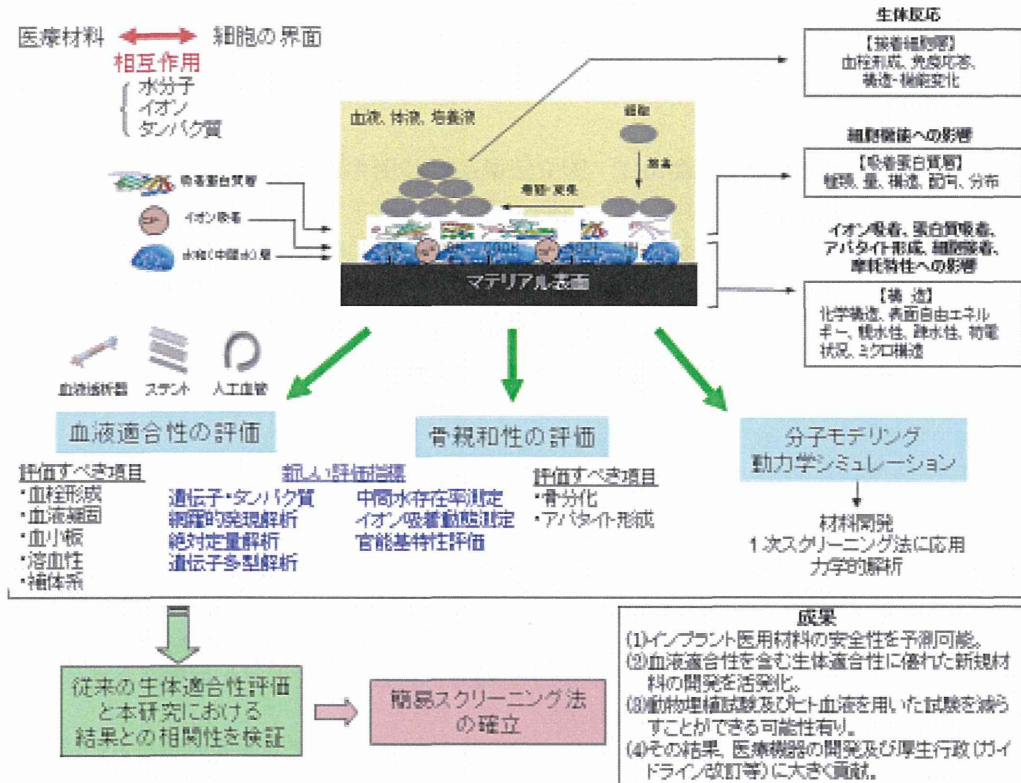 医療材料 細胞の界面
相互作用
水分子
イオン
タンパク質
血液、体液、培養液
細胞
接着
増殖・凝集
吸着蛋白質層
イオン吸着
水和(中間水)層
マテリアル表面
生体反応
【接着細胞層】
血栓形成、免疫応答、
構造・機能変化
細胞機能への影響
【吸着蛋白質層】
種類、量、構造、配向、分布
イオン吸着、蛋白質吸着、
アパタイト形成、細胞接着、
摩耗特性への影響
【構造】
化学構造、表面自由エネル
ギー、親水性、疎水性、荷電
状況、ミクロ構造
血液透析器 ステント 人工血管
血液適合性の評価
評価すべき項目
・血栓形成
・血液凝固
・血小板
・溶血性
・補体系
新しい評価指標
遺伝子・タンパク質
網羅的発現解析
絶対定量解析
遺伝子多型解析
中間水存在率測定
イオン吸着動態測定
官能基特性評価
骨親和性の評価
評価すべき項目
・骨分化
・アパタイト形成
分子モデリング
動力学シミュレーション
材料開発
1次スクリーニング法に応用
力学的解析
従来の生体適合性評価
と本研究における
結果との相関性を検証
簡易スクリーニング法
の確立
成果
(1)インプラント医用材料の安全性を予測可能。
(2)血液適合性を含む生体適合性に優れた新規材
料の開発を活発化。
(3)動物埋植試験及びヒト血液を用いた試験を減ら
すことができる可能性有り。
(4)その結果、医療機器の開発及び厚生行政(ガイ
ドライン改訂等)に大きく貢献。